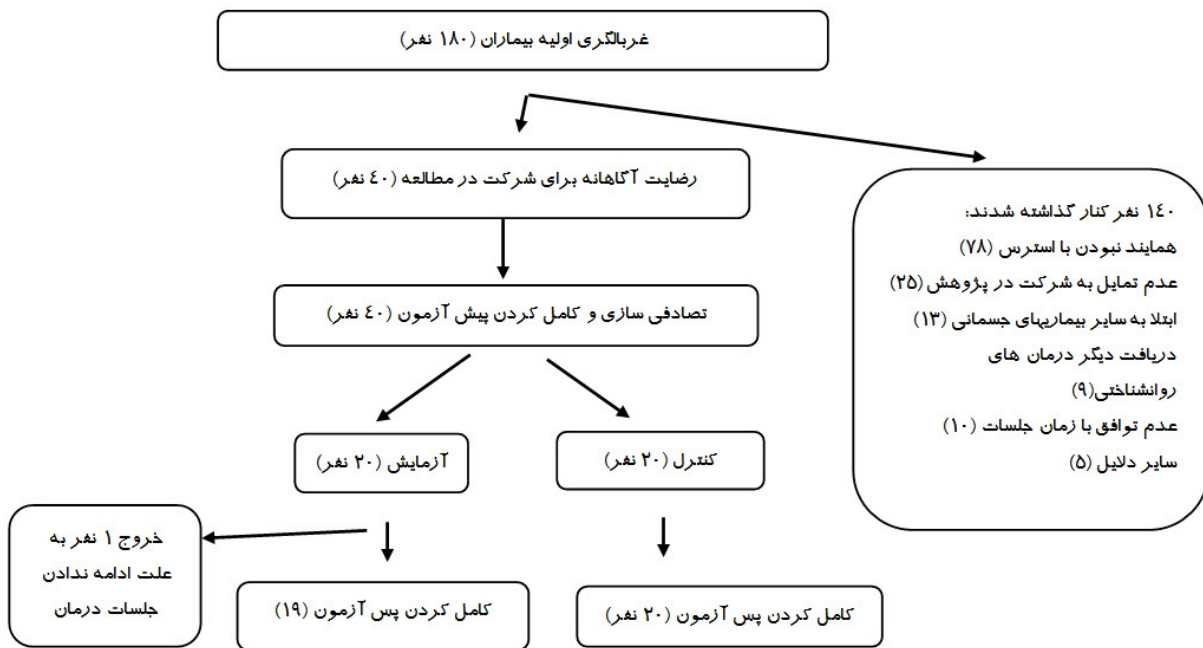 غربالگری اولیه بیماران (۱۸۰ نفر)
رضایت آگاهانه برای شرکت در مطالعه (۴۰ نفر)
۱۴۰ نفر کنار گذاشته شدند:
همایند نبودن با استرس (۷۸)
عدم تمایل به شرکت در پژوهش (۲۵)
ابتلا به سایر بیماریهای جسمانی (۱۳)
دریافت دیگر درمان های
روانشناختی(۹)
عدم توافق با زمان جلسات (۱۰)
سایر دلایل (۵)
تصادفی سازی و کامل کردن پیش آزمون (۴۰ نفر)
کنترل (۲۰ نفر)
آزمایش (۲۰ نفر)
خروج ۱ نفر به
علت ادامه ندادن
جلسات درمان
کامل کردن پس آزمون (۲۰ نفر)
کامل کردن پس آزمون (۱۹)